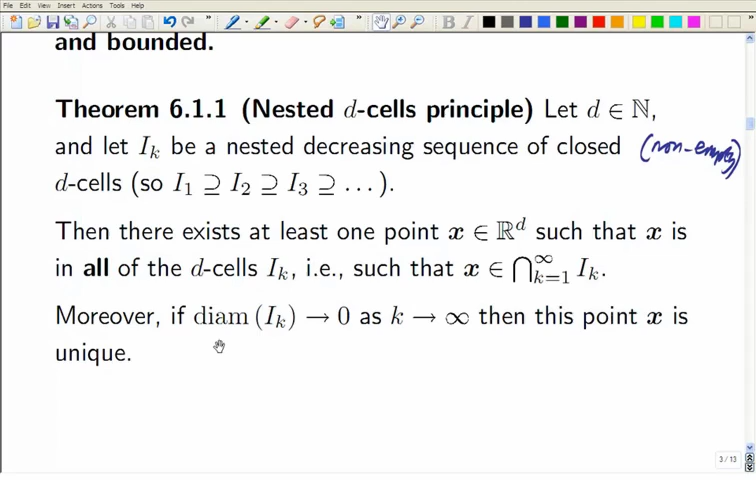 File Edit View Insert Actions Tools Help
and bounded.
Theorem 6.1.1 (Nested d-cells principle) Let d ∈ ℕ,
and let I_k be a nested decreasing sequence of closed (non-empty)
d-cells (so I_1 ⊇ I_2 ⊇ I_3 ⊇ ...).
Then there exists at least one point x ∈ ℝ^d such that x is
in all of the d-cells I_k, i.e., such that x ∈ ⋂_{k=1}^∞ I_k.
Moreover, if diam (I_k) → 0 as k → ∞ then this point x is
unique.
3 / 13